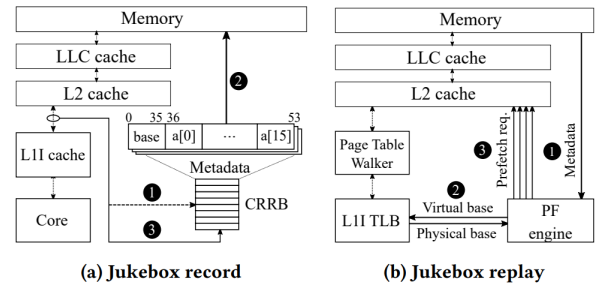 Memory
LLC cache
L2 cache
L1I cache
Core
2
0 35 36 53
base a[0] ... a[15]
Metadata
1
CRRB
3
(a) Jukebox record
Memory
LLC cache
L2 cache
Page Table
Walker
3
Prefetch req.
1
Metadata
2
L1I TLB
Virtual base
Physical base
PF
engine
(b) Jukebox replay